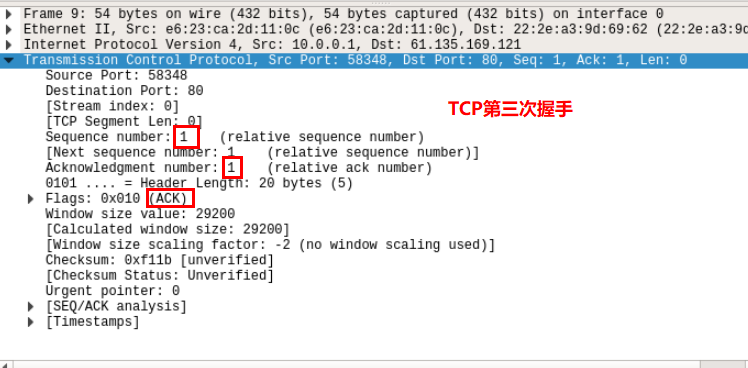 Frame 9: 54 bytes on wire (432 bits), 54 bytes captured (432 bits) on interface 0
Ethernet II, Src: e6:23:ca:2d:11:0c (e6:23:ca:2d:11:0c), Dst: 22:2e:a3:9d:69:62 (22:2e:a3:9d
Internet Protocol Version 4, Src: 10.0.0.1, Dst: 61.135.169.121
Transmission Control Protocol, Src Port: 58348, Dst Port: 80, Seq: 1, Ack: 1, Len: 0
Source Port: 58348
Destination Port: 80
[Stream index: 0]
[TCP Segment Len: 0]
TCP第三次握手
Sequence number: 1 (relative sequence number)
[Next sequence number: 1 (relative sequence number)]
Acknowledgment number: 1 (relative ack number)
0101 .... = Header Length: 20 bytes (5)
Flags: 0x010 (ACK)
Window size value: 29200
[Calculated window size: 29200]
[Window size scaling factor: -2 (no window scaling used)]
Checksum: 0xf11b [unverified]
[Checksum Status: Unverified]
Urgent pointer: 0
[SEQ/ACK analysis]
[Timestamps]